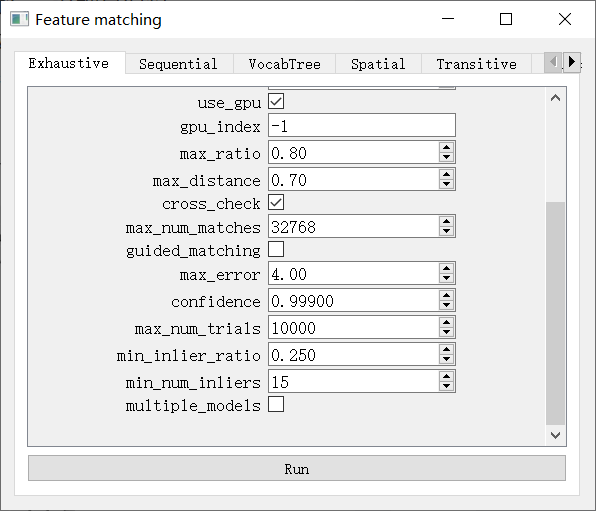 Feature matching
Exhaustive Sequential VocabTree Spatial Transitive
use_gpu
gpu_index -1
max_ratio 0.80
max_distance 0.70
cross_check
max_num_matches 32768
guided_matching
max_error 4.00
confidence 0.99900
max_num_trials 10000
min_inlier_ratio 0.250
min_num_inliers 15
multiple_models
Run